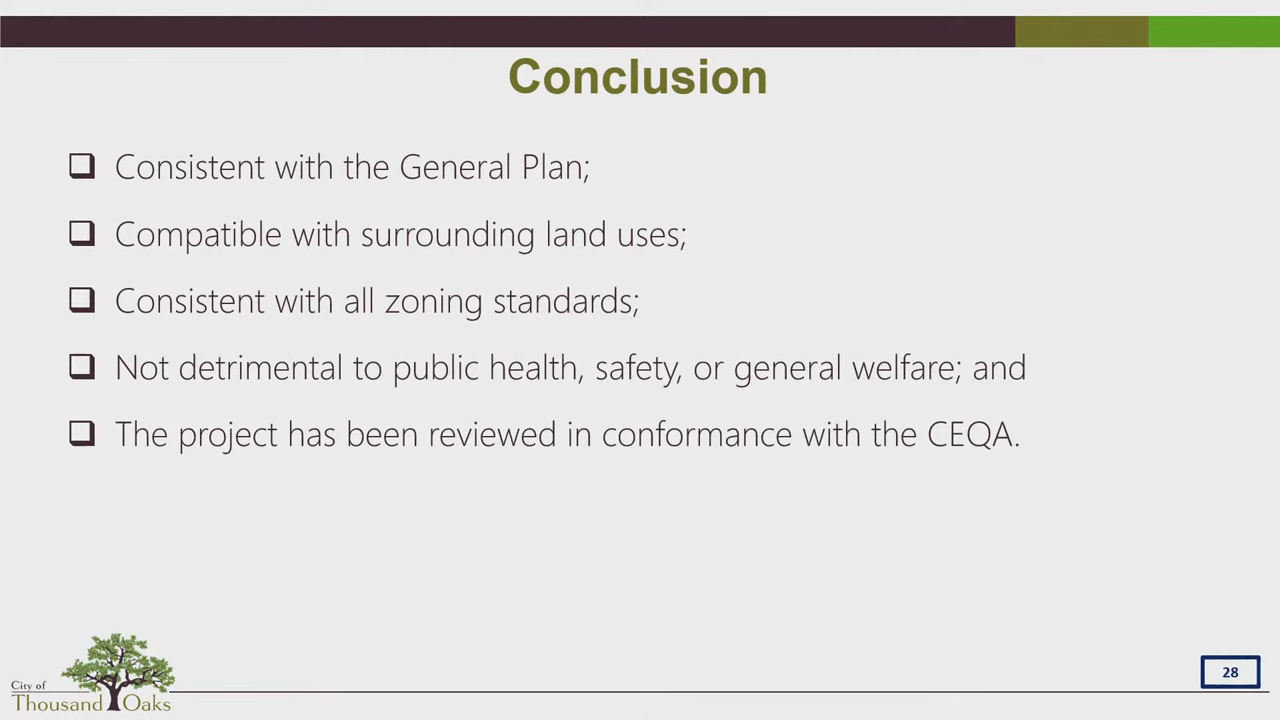 Conclusion
Consistent with the General Plan;
Compatible with surrounding land uses;
Consistent with all zoning standards;
Not detrimental to public health, safety, or general welfare; and
The project has been reviewed in conformance with the CEQA.
City of
Thousand Oaks
28